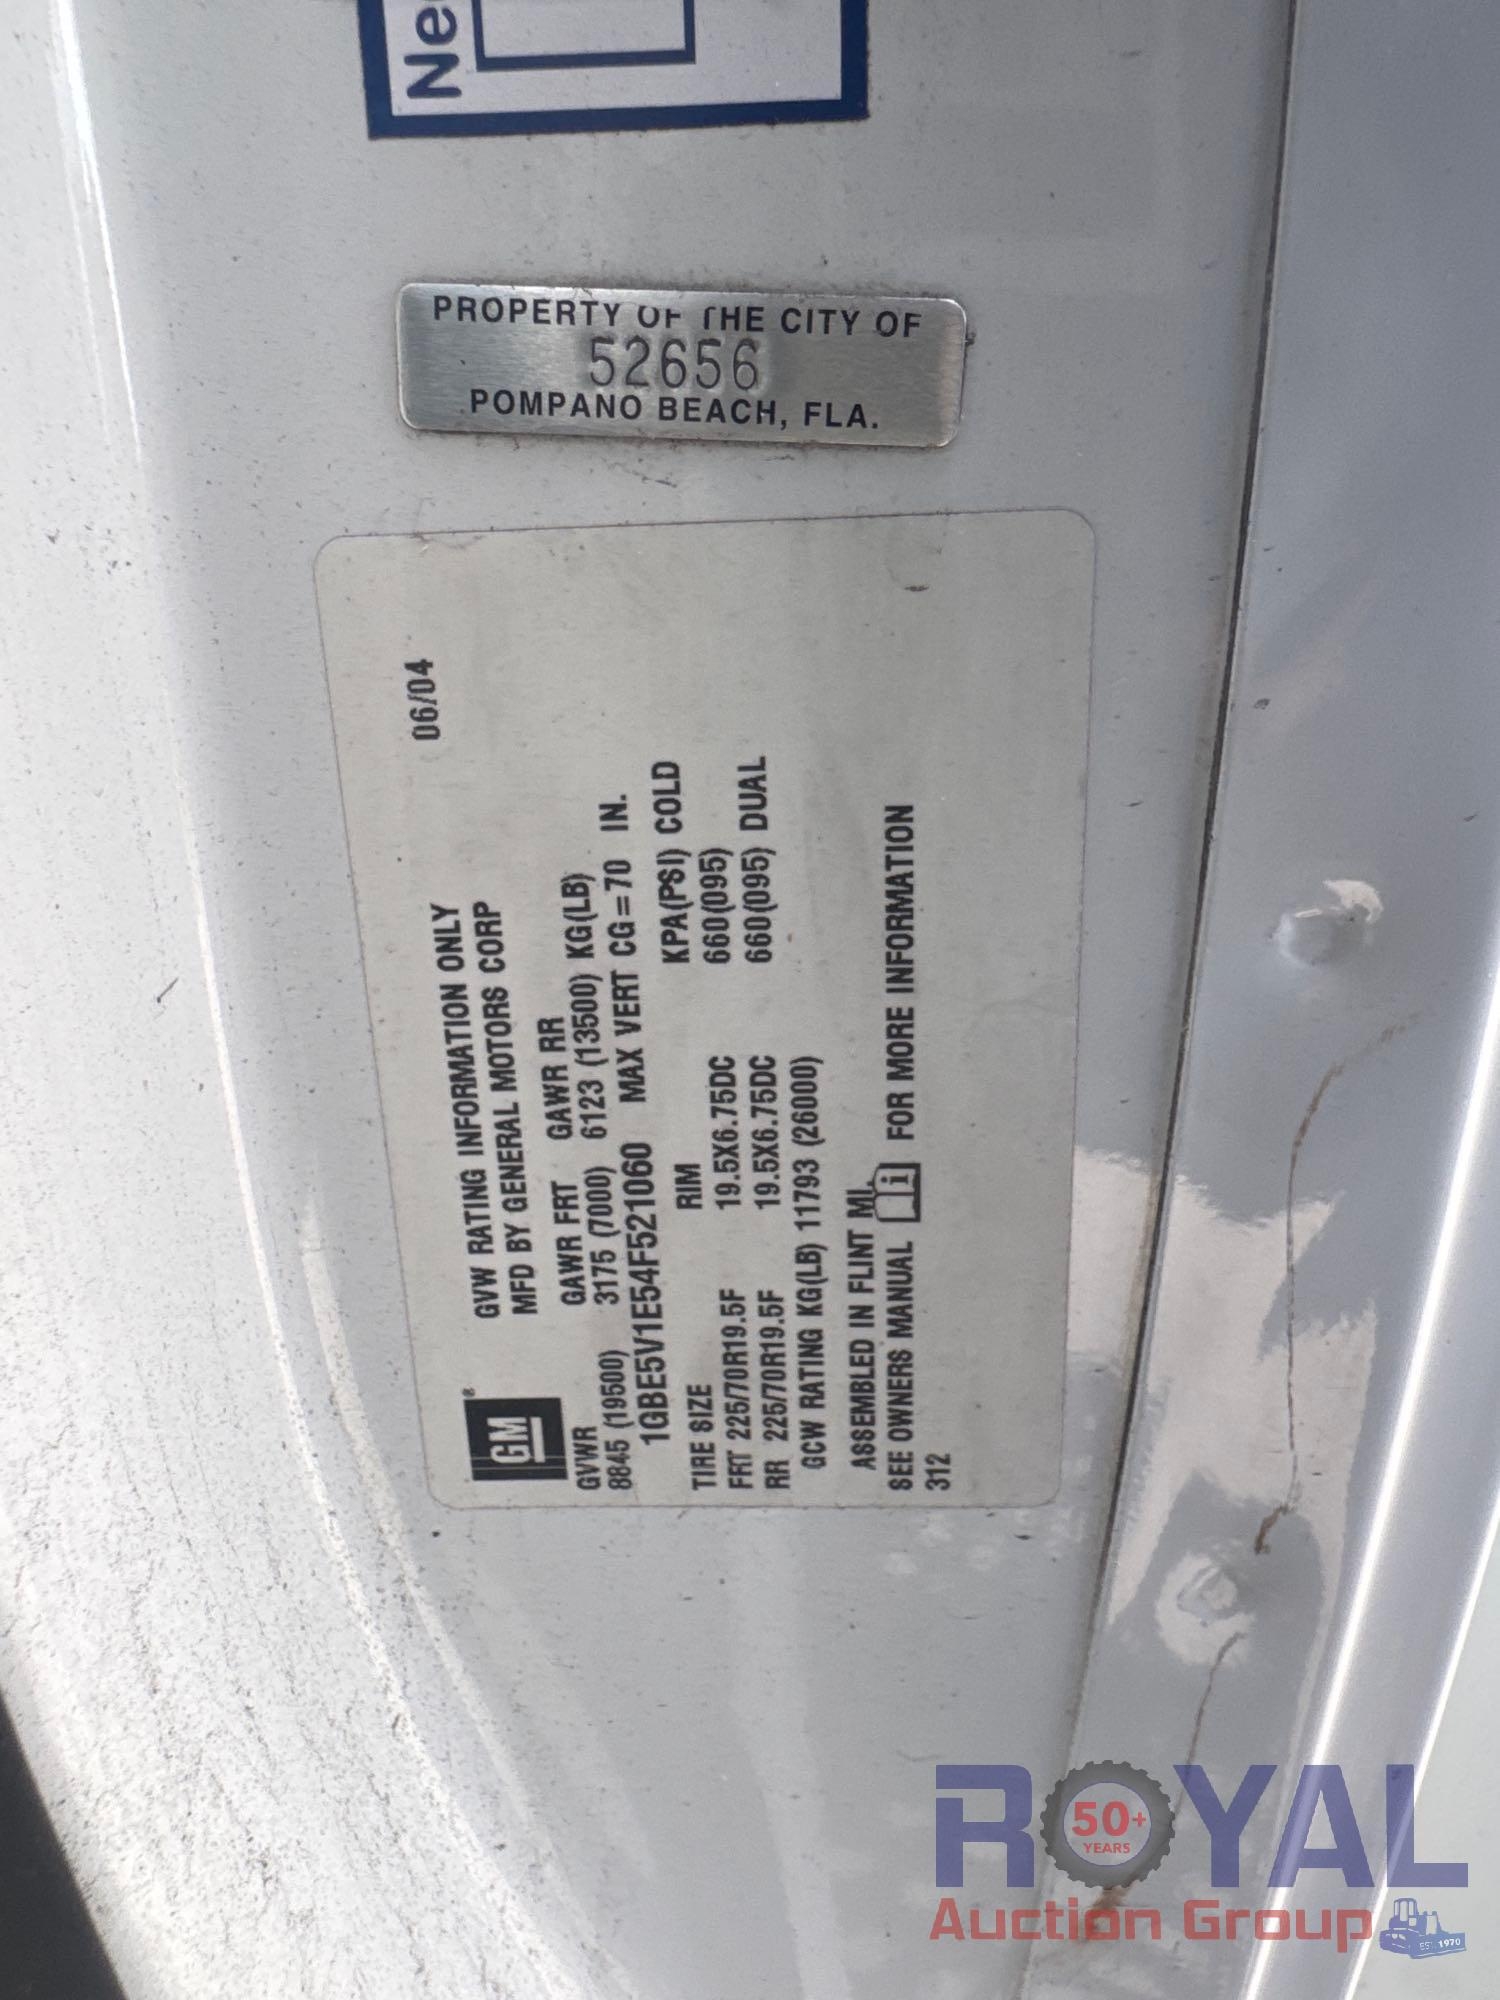 Ne
PROPERTY OF THE CITY OF
52656
POMPANO BEACH, FLA.
06/04
GM®
GVW RATING INFORMATION ONLY
MFD BY GENERAL MOTORS CORP
GVWR GAWR FRT GAWR RR
8845 (19500) 3175 (7000) 6123 (13500) KG(LB)
1GBE5V1E54F521060 MAX VERT CG=70 IN.
TIRE SIZE RIM KPA(PSI) COLD
FRT 225/70R19.5F 19.5X6.75DC 660(095)
RR 225/70R19.5F 19.5X6.75DC 660(095) DUAL
GCW RATING KG(LB) 11793 (26000)
ASSEMBLED IN FLINT MI.
SEE OWNERS MANUAL i FOR MORE INFORMATION
312
ROYAL
50+
YEARS
Auction Group
EST. 1970